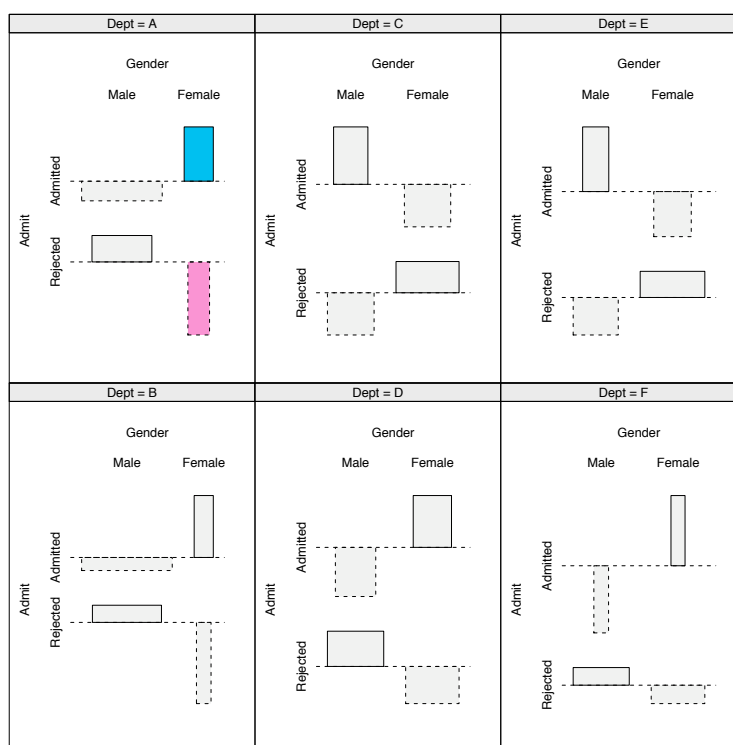 Dept = A
Gender
Male Female
Admit
Admitted
Rejected
Dept = C
Gender
Male Female
Admit
Admitted
Rejected
Dept = E
Gender
Male Female
Admit
Admitted
Rejected
Dept = B
Gender
Male Female
Admit
Admitted
Rejected
Dept = D
Gender
Male Female
Admit
Admitted
Rejected
Dept = F
Gender
Male Female
Admit
Admitted
Rejected